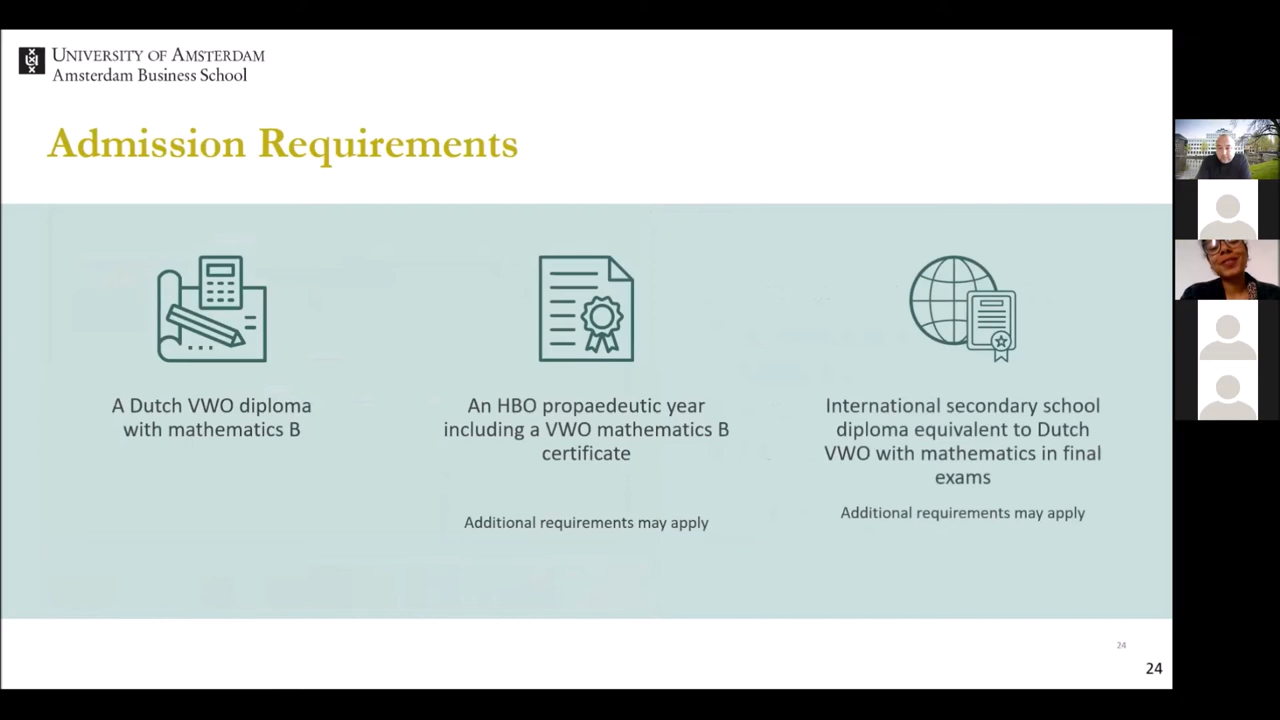 UNIVERSITY OF AMSTERDAM
Amsterdam Business School
Admission Requirements
A Dutch VWO diploma
with mathematics B
An HBO propaedeutic year
including a VWO mathematics B
certificate
Additional requirements may apply
International secondary school
diploma equivalent to Dutch
VWO with mathematics in final
exams
Additional requirements may apply
24
24